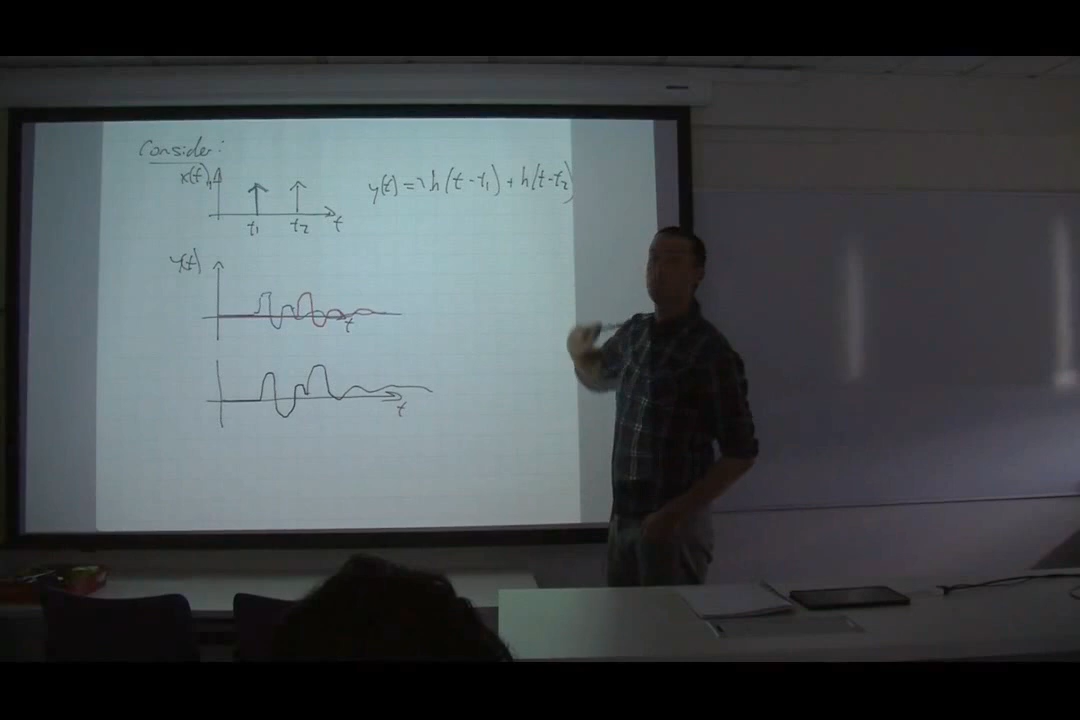 Consider:
x(t)
y(t) = h(t-t₁) + h(t-t₂)
t₁ t₂ t
y(t)
t
t